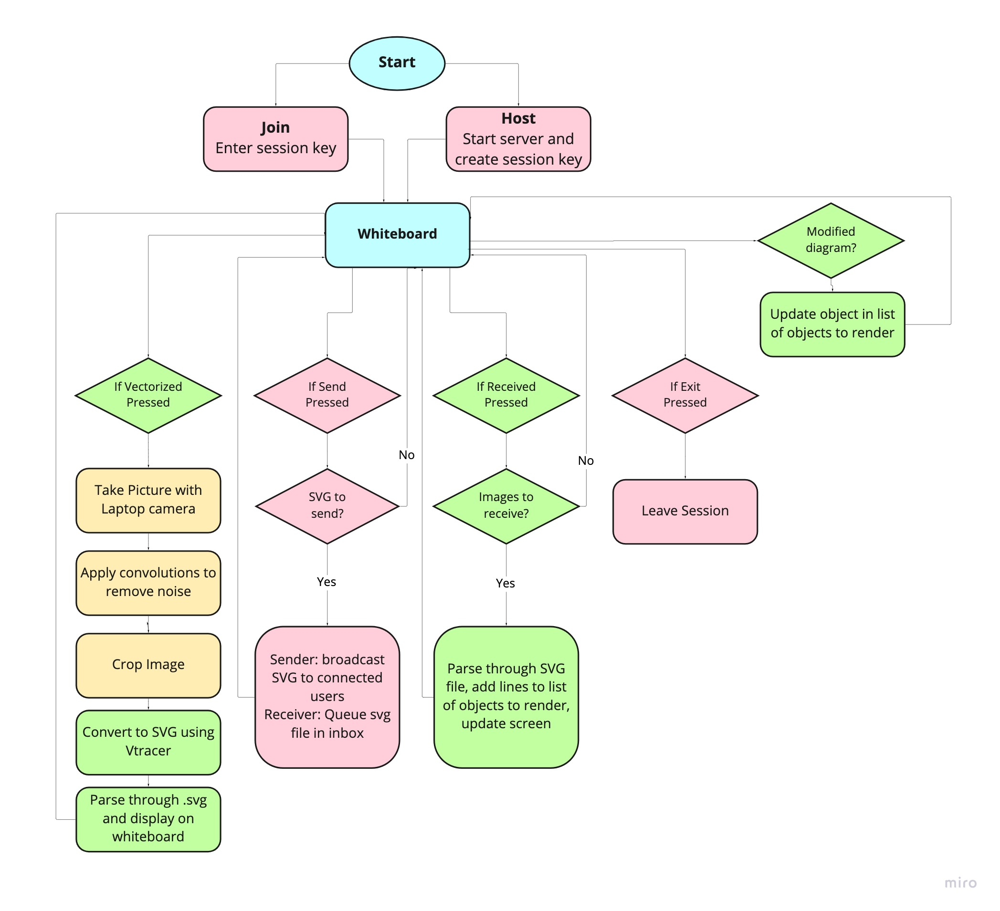 Start
Join
Enter session key
Host
Start server and
create session key
Whiteboard
Modified
diagram?
Update object in list
of objects to render
If Vectorized
Pressed
If Send
Pressed
If Received
Pressed
If Exit
Pressed
No
No
Take Picture with
Laptop camera
SVG to
send?
Images to
receive?
Leave Session
Apply convolutions to
remove noise
Yes
Yes
Crop Image
Sender: broadcast
SVG to connected
users
Receiver: Queue svg
file in inbox
Parse through SVG
file, add lines to list
of objects to render,
update screen
Convert to SVG using
Vtracer
Parse through .svg
and display on
whiteboard
miro